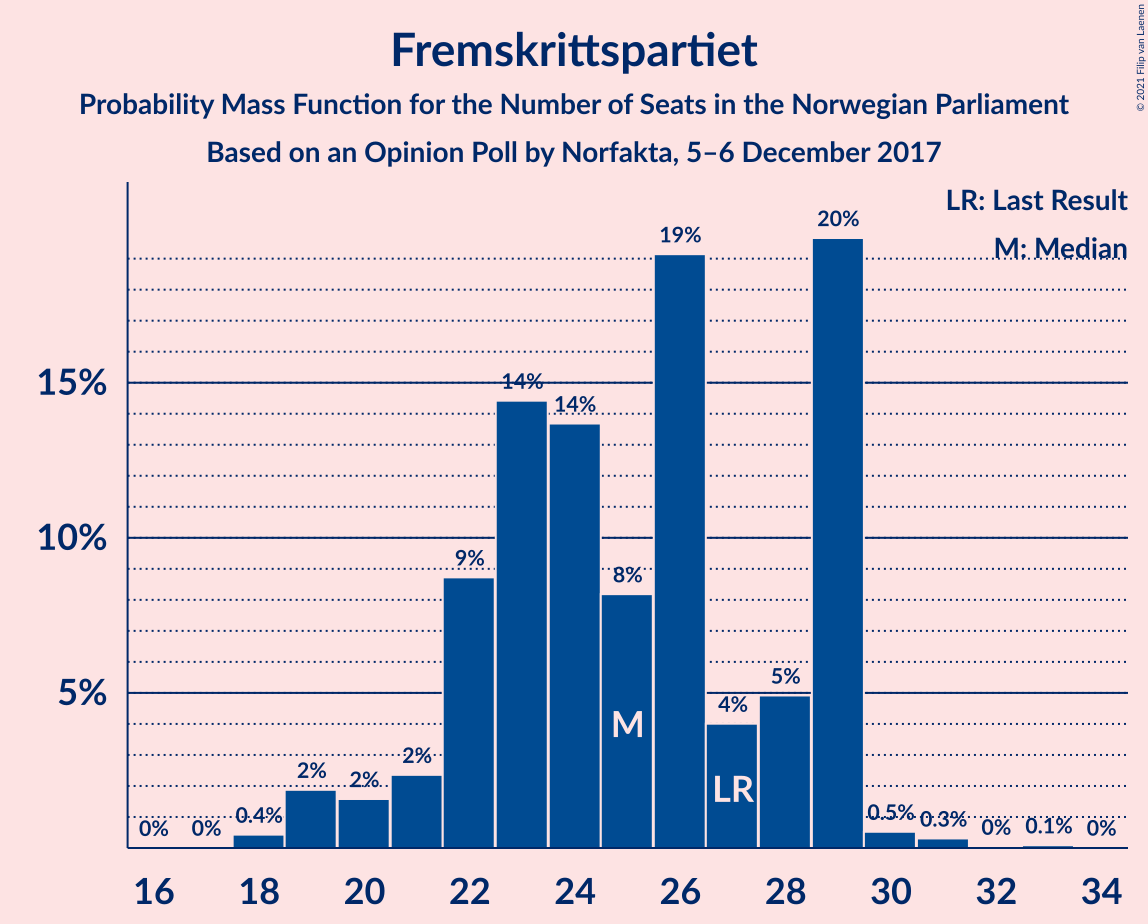 Fremskrittspartiet
Probability Mass Function for the Number of Seats in the Norwegian Parliament
Based on an Opinion Poll by Norfakta, 5–6 December 2017
© 2021 Filip van Laenen
LR: Last Result
M: Median
15%
10%
5%
0%
0%
0.4%
2%
2%
2%
9%
14%
14%
8%
19%
4%
5%
20%
0.5%
0.3%
0%
0.1%
0%
M
LR
16 18 20 22 24 26 28 30 32 34